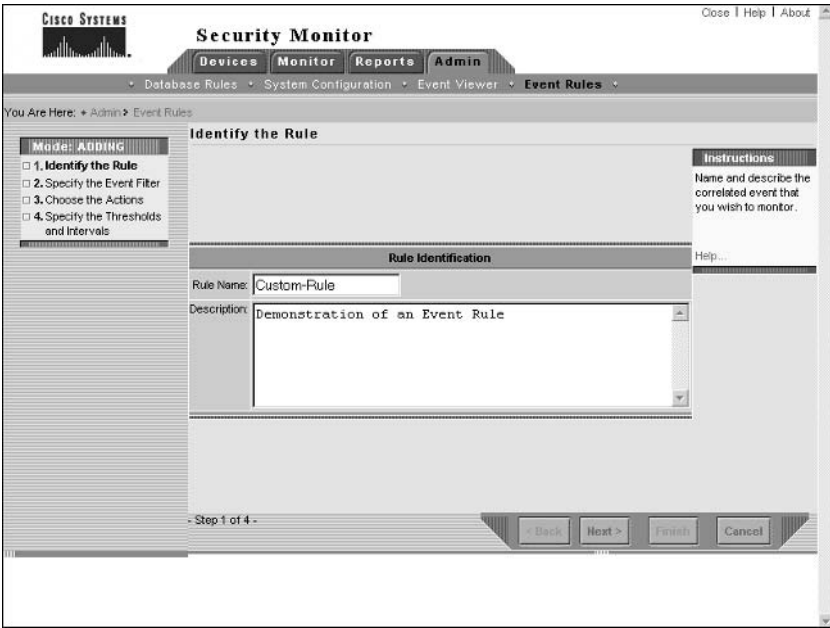 Close | Help | About
CISCO SYSTEMS
Security Monitor
Devices Monitor Reports Admin
Database Rules System Configuration Event Viewer Event Rules
You Are Here: Admin > Event Rules
Mode: ADDING
1. Identify the Rule
2. Specify the Event Filter
3. Choose the Actions
4. Specify the Thresholds
and Intervals
Identify the Rule
Rule Identification
Rule Name: Custom-Rule
Description: Demonstration of an Event Rule
Instructions
Name and describe the
correlated event that
you wish to monitor.
Help...
- Step 1 of 4 -
< Back Next > Finish Cancel